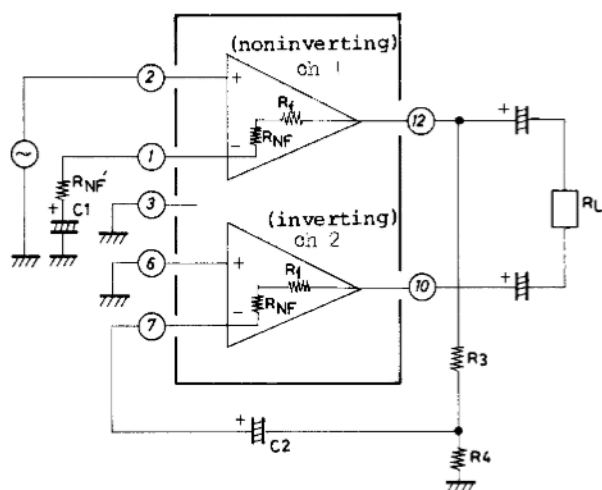 (noninverting)
ch 1
2
+
Rf
RNF
12
+
-
1
-
RNF'
+
C1
3
RL
(inverting)
ch 2
6
+
Rf
RNF
10
+
7
-
R3
+
C2
R4